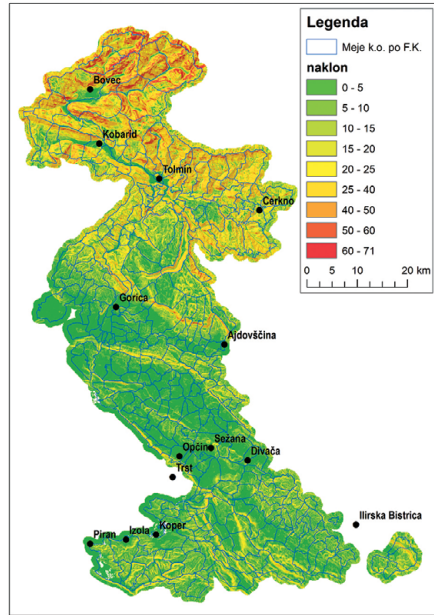 Legenda
Meje k.o. po F.K.
naklon
0 - 5
5 - 10
10 - 15
15 - 20
20 - 25
25 - 40
40 - 50
50 - 60
60 - 71
0 5 10 20 km
Bovec
Kobarid
Tolmin
Cerkno
Gorica
Ajdovščina
Sežana
Opčine
Divača
Trst
Ilirska Bistrica
Koper
Izola
Piran